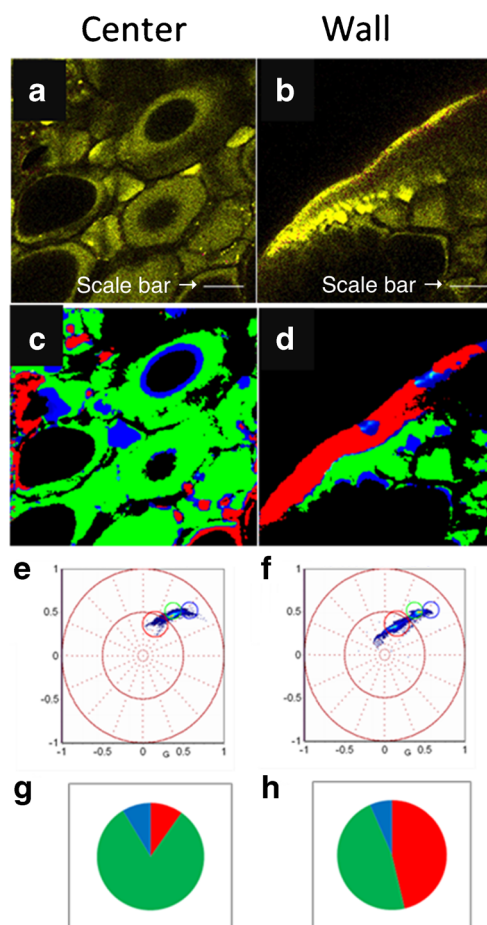 Center Wall
a b
Scale bar → Scale bar →
c d
e f
1 1
0.5 0.5
0 0
-0.5 -0.5
-1 -1
-1 -0.5 0 0.5 1 -1 -0.5 0 0.5 1
G G
g h